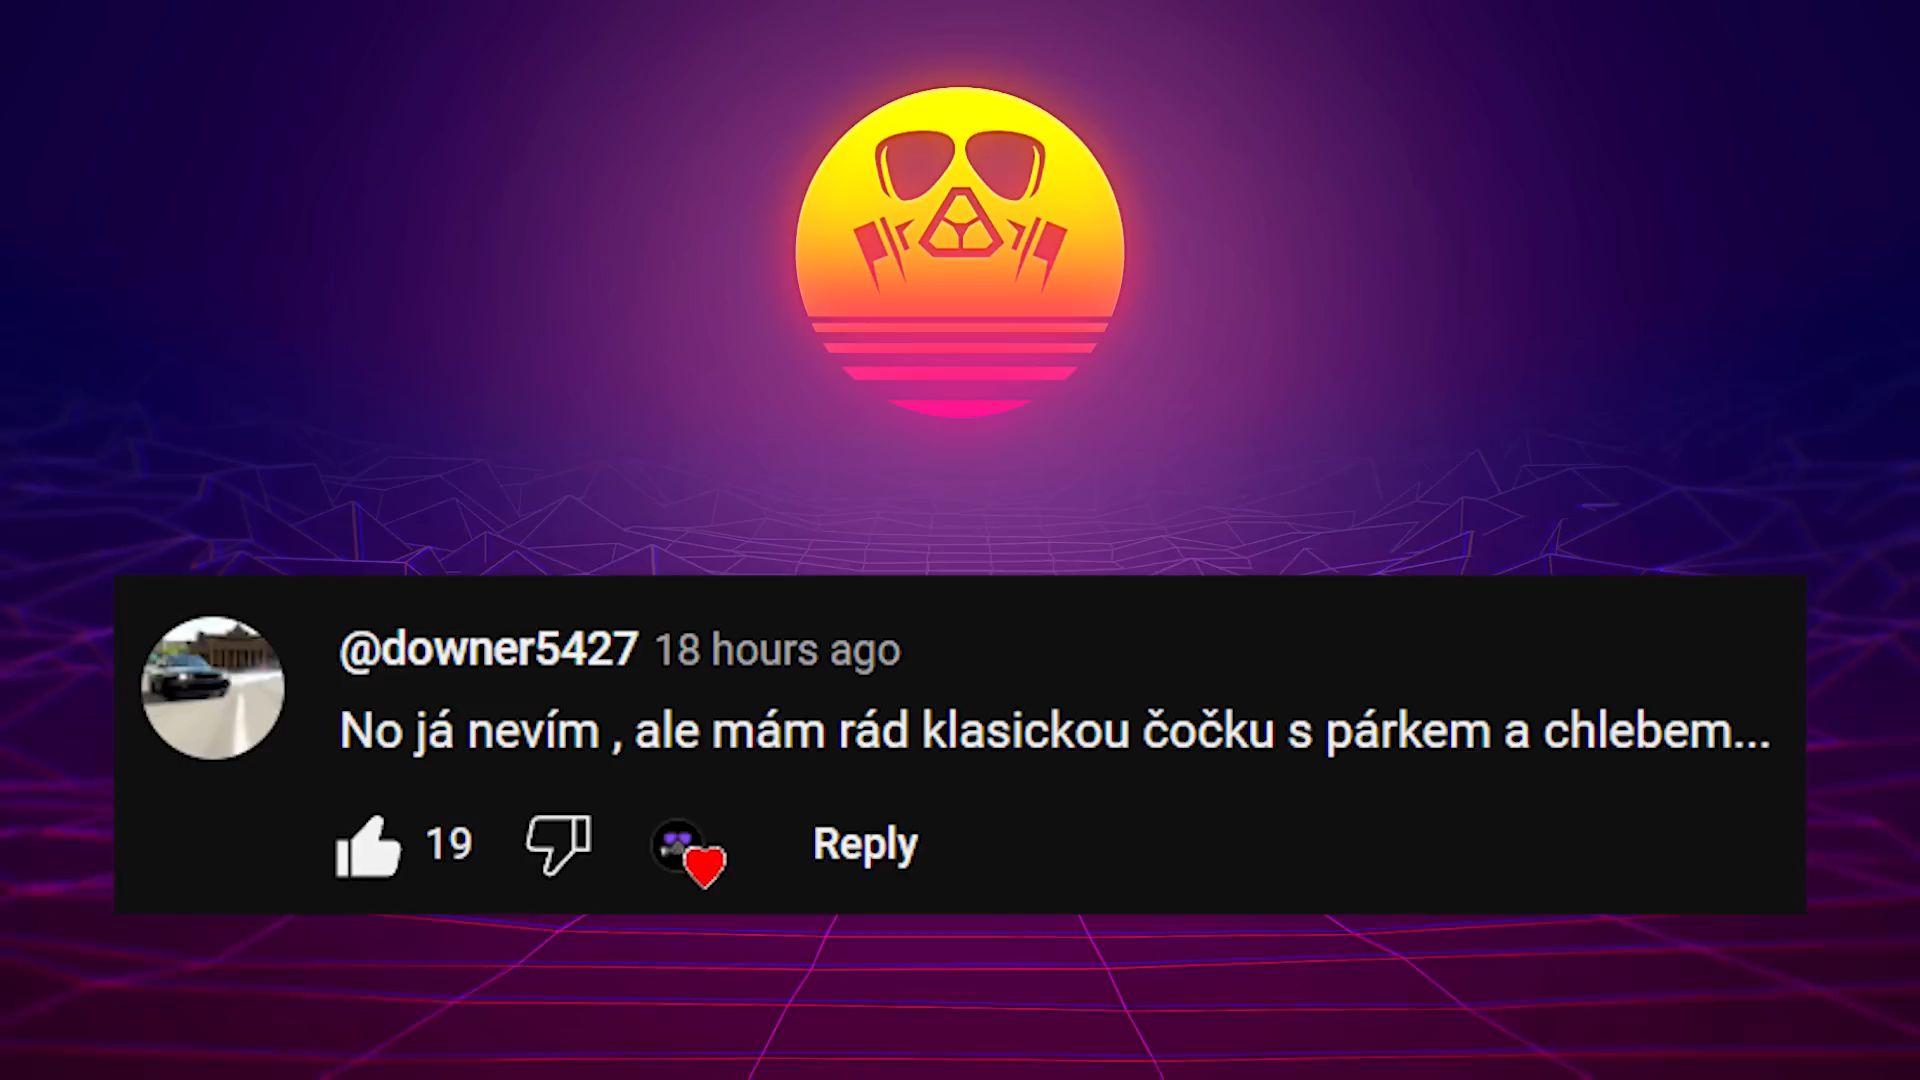 @downer5427 18 hours ago
No já nevím , ale mám rád klasickou čočku s párkem a chlebem...
19 Reply